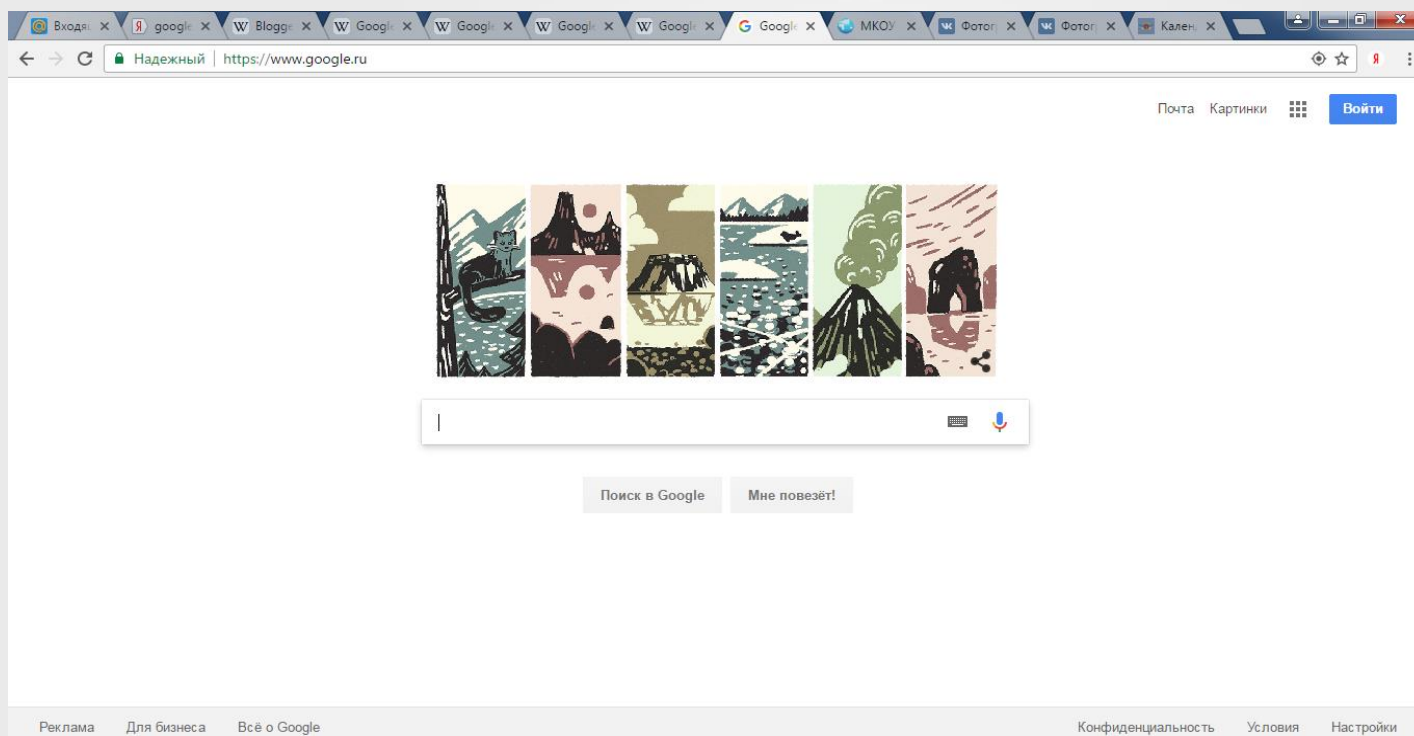 Входящ Я google W Blogge W Google W Google W Google W Google G Google МКОУ Фотог Фотог Кален
Надежный https://www.google.ru Я
Почта Картинки Войти
Поиск в Google Мне повезёт!
Реклама Для бизнеса Всё о Google Конфиденциальность Условия Настройки